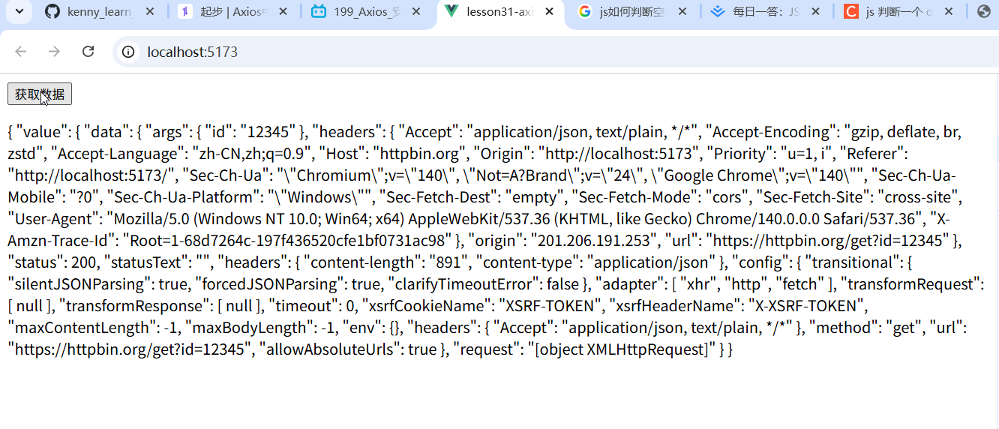 kenny_learn
起步 | Axios
199_Axios_安
lesson31-axi
js如何判断空
每日一答：JS
js 判断一个 o
localhost:5173
获取数据
{ "value": { "data": { "args": { "id": "12345" }, "headers": { "Accept": "application/json, text/plain, */*", "Accept-Encoding": "gzip, deflate, br,
zstd", "Accept-Language": "zh-CN,zh;q=0.9", "Host": "httpbin.org", "Origin": "http://localhost:5173", "Priority": "u=1, i", "Referer":
"http://localhost:5173/", "Sec-Ch-Ua": "\"Chromium\";v=\"140\", \"Not=A?Brand\";v=\"24\", \"Google Chrome\";v=\"140\"", "Sec-Ch-Ua-
Mobile": "?0", "Sec-Ch-Ua-Platform": "\"Windows\"", "Sec-Fetch-Dest": "empty", "Sec-Fetch-Mode": "cors", "Sec-Fetch-Site": "cross-site",
"User-Agent": "Mozilla/5.0 (Windows NT 10.0; Win64; x64) AppleWebKit/537.36 (KHTML, like Gecko) Chrome/140.0.0.0 Safari/537.36", "X-
Amzn-Trace-Id": "Root=1-68d7264c-197f436520cfe1bf0731ac98" }, "origin": "201.206.191.253", "url": "https://httpbin.org/get?id=12345" },
"status": 200, "statusText": "", "headers": { "content-length": "891", "content-type": "application/json" }, "config": { "transitional": {
"silentJSONParsing": true, "forcedJSONParsing": true, "clarifyTimeoutError": false }, "adapter": [ "xhr", "http", "fetch" ], "transformRequest":
[ null ], "transformResponse": [ null ], "timeout": 0, "xsrfCookieName": "XSRF-TOKEN", "xsrfHeaderName": "X-XSRF-TOKEN",
"maxContentLength": -1, "maxBodyLength": -1, "env": {}, "headers": { "Accept": "application/json, text/plain, */*" }, "method": "get", "url":
"https://httpbin.org/get?id=12345", "allowAbsoluteUrls": true }, "request": "[object XMLHttpRequest]" } }